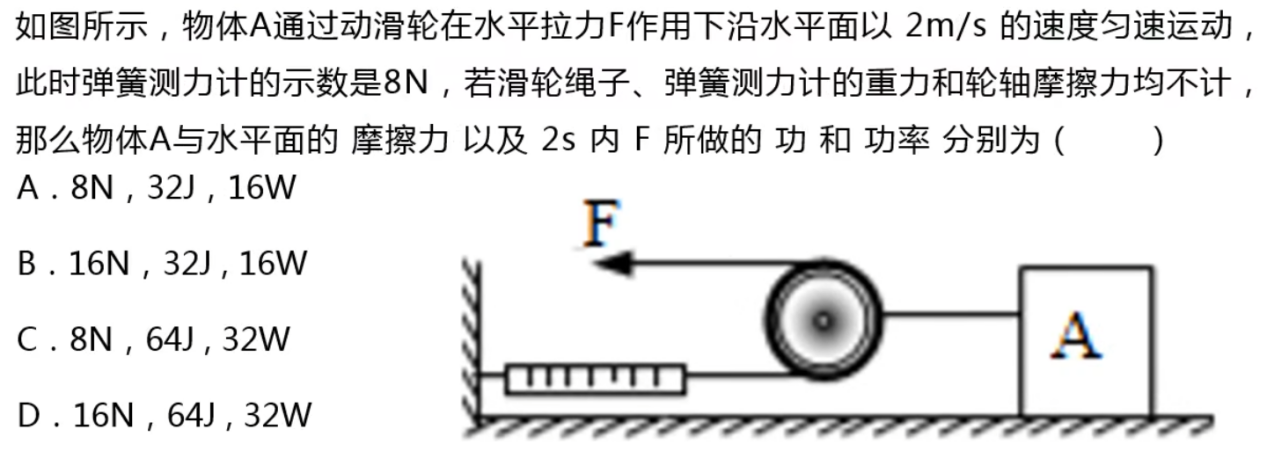 如图所示，物体A通过动滑轮在水平拉力F作用下沿水平面以 2m/s 的速度匀速运动，
此时弹簧测力计的示数是8N，若滑轮绳子、弹簧测力计的重力和轮轴摩擦力均不计，
那么物体A与水平面的 摩擦力 以及 2s 内 F 所做的 功 和 功率 分别为（　　）
A．8N，32J，16W
B．16N，32J，16W
C．8N，64J，32W
D．16N，64J，32W
F
A